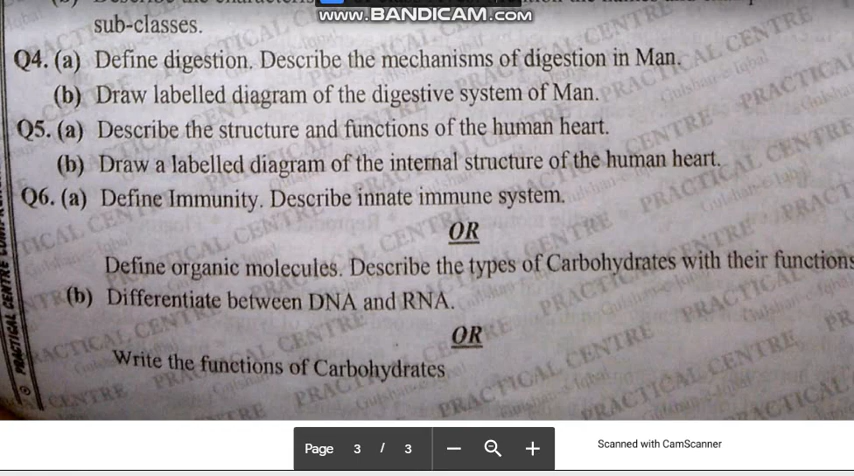 WWW.BANDICAM.COM
sub-classes.
Q4. (a) Define digestion. Describe the mechanisms of digestion in Man.
(b) Draw labelled diagram of the digestive system of Man.
Q5. (a) Describe the structure and functions of the human heart.
(b) Draw a labelled diagram of the internal structure of the human heart.
Q6. (a) Define Immunity. Describe innate immune system.
OR
Define organic molecules. Describe the types of Carbohydrates with their functions
(b) Differentiate between DNA and RNA.
OR
Write the functions of Carbohydrates
PRACTICAL CENTRE
Page 3 / 3
Scanned with CamScanner